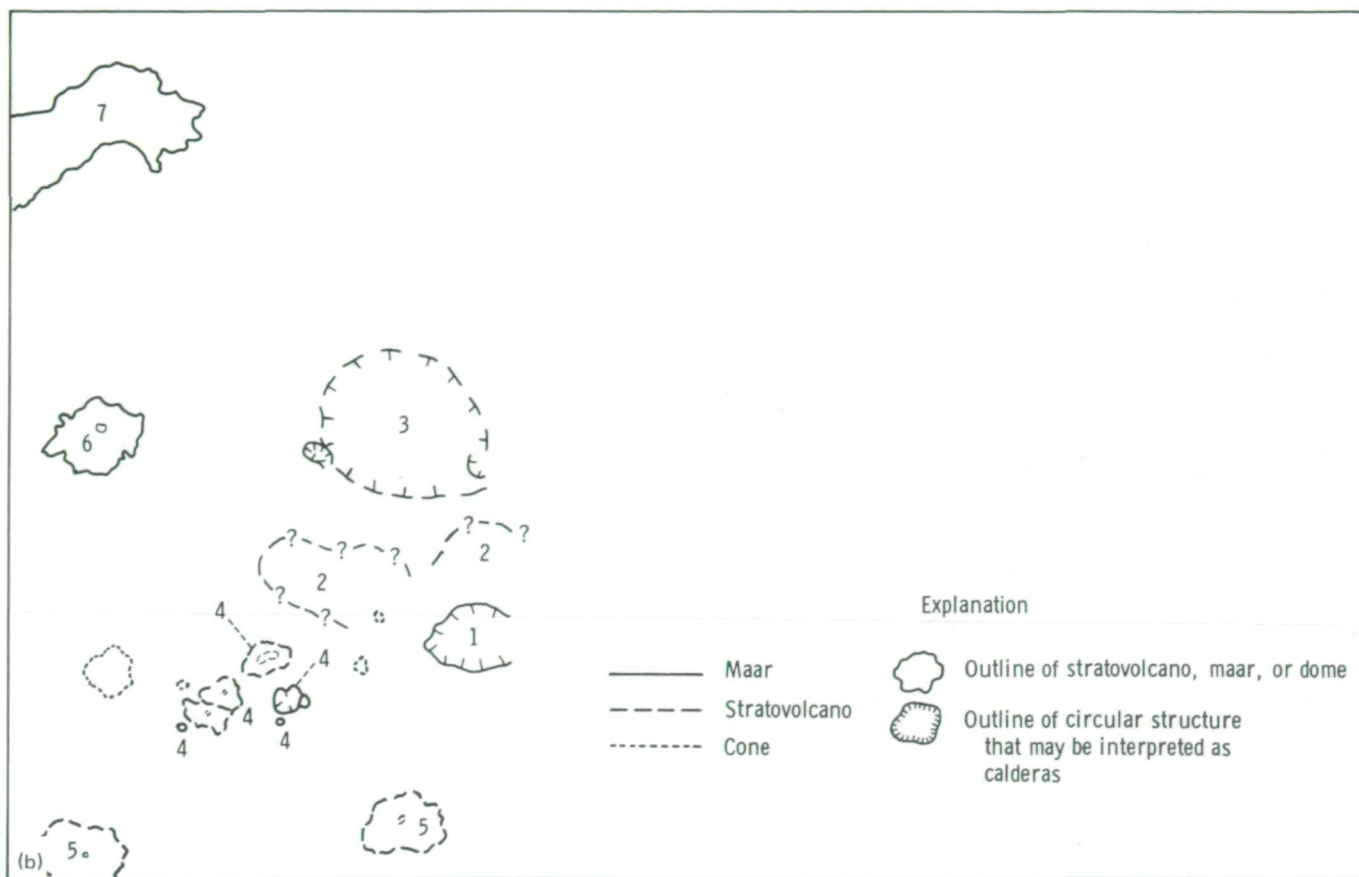 7
3
6
? ?
? ? ? 2
2
?
4 ?
1
4
4
4 4
5
5
(b)
Explanation
Maar
Stratovolcano
Cone
Outline of stratovolcano, maar, or dome
Outline of circular structure
that may be interpreted as
calderas